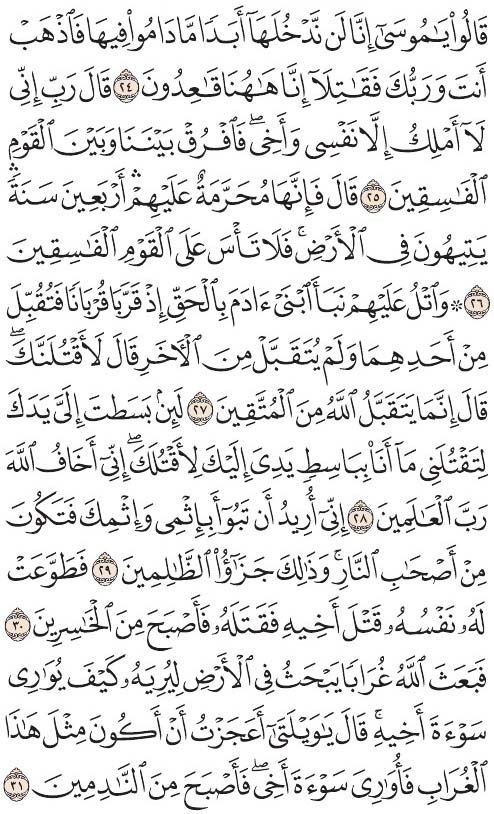 قَالُواْ يَٰمُوسَىٰٓ إِنَّا لَن نَّدۡخُلَهَآ أَبَدٗا مَّا دَامُواْ فِيهَا فَٱذۡهَبۡ
أَنتَ وَرَبُّكَ فَقَٰتِلَآ إِنَّا هَٰهُنَا قَٰعِدُونَ ٢٤ قَالَ رَبِّ إِنِّي
لَآ أَمۡلِكُ إِلَّا نَفۡسِي وَأَخِيۖ فَٱفۡرُقۡ بَيۡنَنَا وَبَيۡنَ ٱلۡقَوۡمِ
ٱلۡفَٰسِقِينَ ٢٥ قَالَ فَإِنَّهَا مُحَرَّمَةٌ عَلَيۡهِمۡۛ أَرۡبَعِينَ سَنَةٗۛ
يَتِيهُونَ فِي ٱلۡأَرۡضِۚ فَلَا تَأۡسَ عَلَى ٱلۡقَوۡمِ ٱلۡفَٰسِقِينَ
٢٦ ۞ وَٱتۡلُ عَلَيۡهِمۡ نَبَأَ ٱبۡنَيۡ ءَادَمَ بِٱلۡحَقِّ إِذۡ قَرَّبَا قُرۡبَانٗا فَتُقُبِّلَ
مِنۡ أَحَدِهِمَا وَلَمۡ يُتَقَبَّلۡ مِنَ ٱلۡأٓخَرِ قَالَ لَأَقۡتُلَنَّكَۖ
قَالَ إِنَّمَا يَتَقَبَّلُ ٱللَّهُ مِنَ ٱلۡمُتَّقِينَ ٢٧ لَئِنۢ بَسَطتَ إِلَيَّ يَدَكَ
لِتَقۡتُلَنِي مَآ أَنَا۠ بِبَاسِطٖ يَدِيَ إِلَيۡكَ لِأَقۡتُلَكَۖ إِنِّيٓ أَخَافُ ٱللَّهَ
رَبَّ ٱلۡعَٰلَمِينَ ٢٨ إِنِّيٓ أُرِيدُ أَن تَبُوٓأَ بِإِثۡمِي وَإِثۡمِكَ فَتَكُونَ
مِنۡ أَصۡحَٰبِ ٱلنَّارِۚ وَذَٰلِكَ جَزَٰٓؤُاْ ٱلظَّٰلِمِينَ ٢٩ فَطَوَّعَتۡ
لَهُۥ نَفۡسُهُۥ قَتۡلَ أَخِيهِ فَقَتَلَهُۥ فَأَصۡبَحَ مِنَ ٱلۡخَٰسِرِينَ ٣٠
فَبَعَثَ ٱللَّهُ غُرَابٗا يَبۡحَثُ فِي ٱلۡأَرۡضِ لِيُرِيَهُۥ كَيۡفَ يُوَٰرِي
سَوۡءَةَ أَخِيهِۚ قَالَ يَٰوَيۡلَتَىٰٓ أَعَجَزۡتُ أَنۡ أَكُونَ مِثۡلَ هَٰذَا
ٱلۡغُرَابِ فَأُوَٰرِيَ سَوۡءَةَ أَخِيۖ فَأَصۡبَحَ مِنَ ٱلنَّٰدِمِينَ ٣١